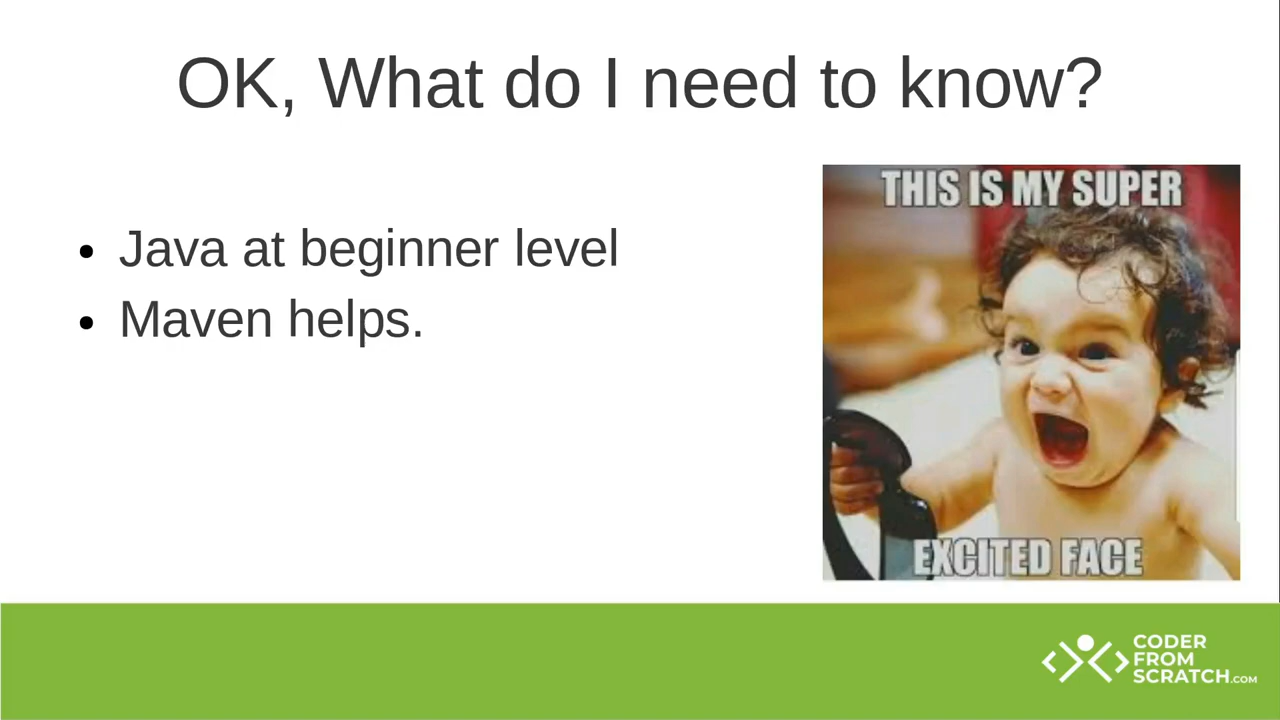 OK, What do I need to know?
• Java at beginner level
• Maven helps.
THIS IS MY SUPER
EXCITED FACE
CODER
FROM
SCRATCH.COM